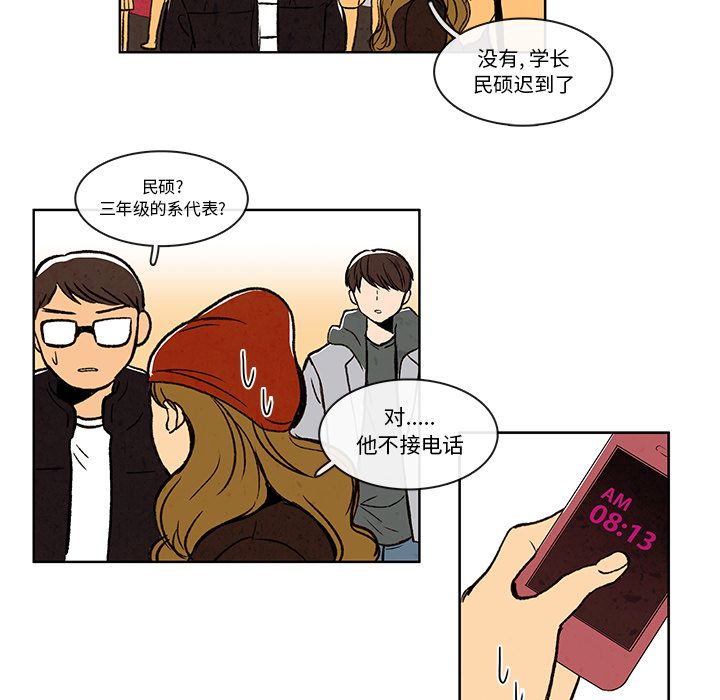 没有, 学长
民硕迟到了
民硕?
三年级的系代表?
对.....
他不接电话
AM
08:13